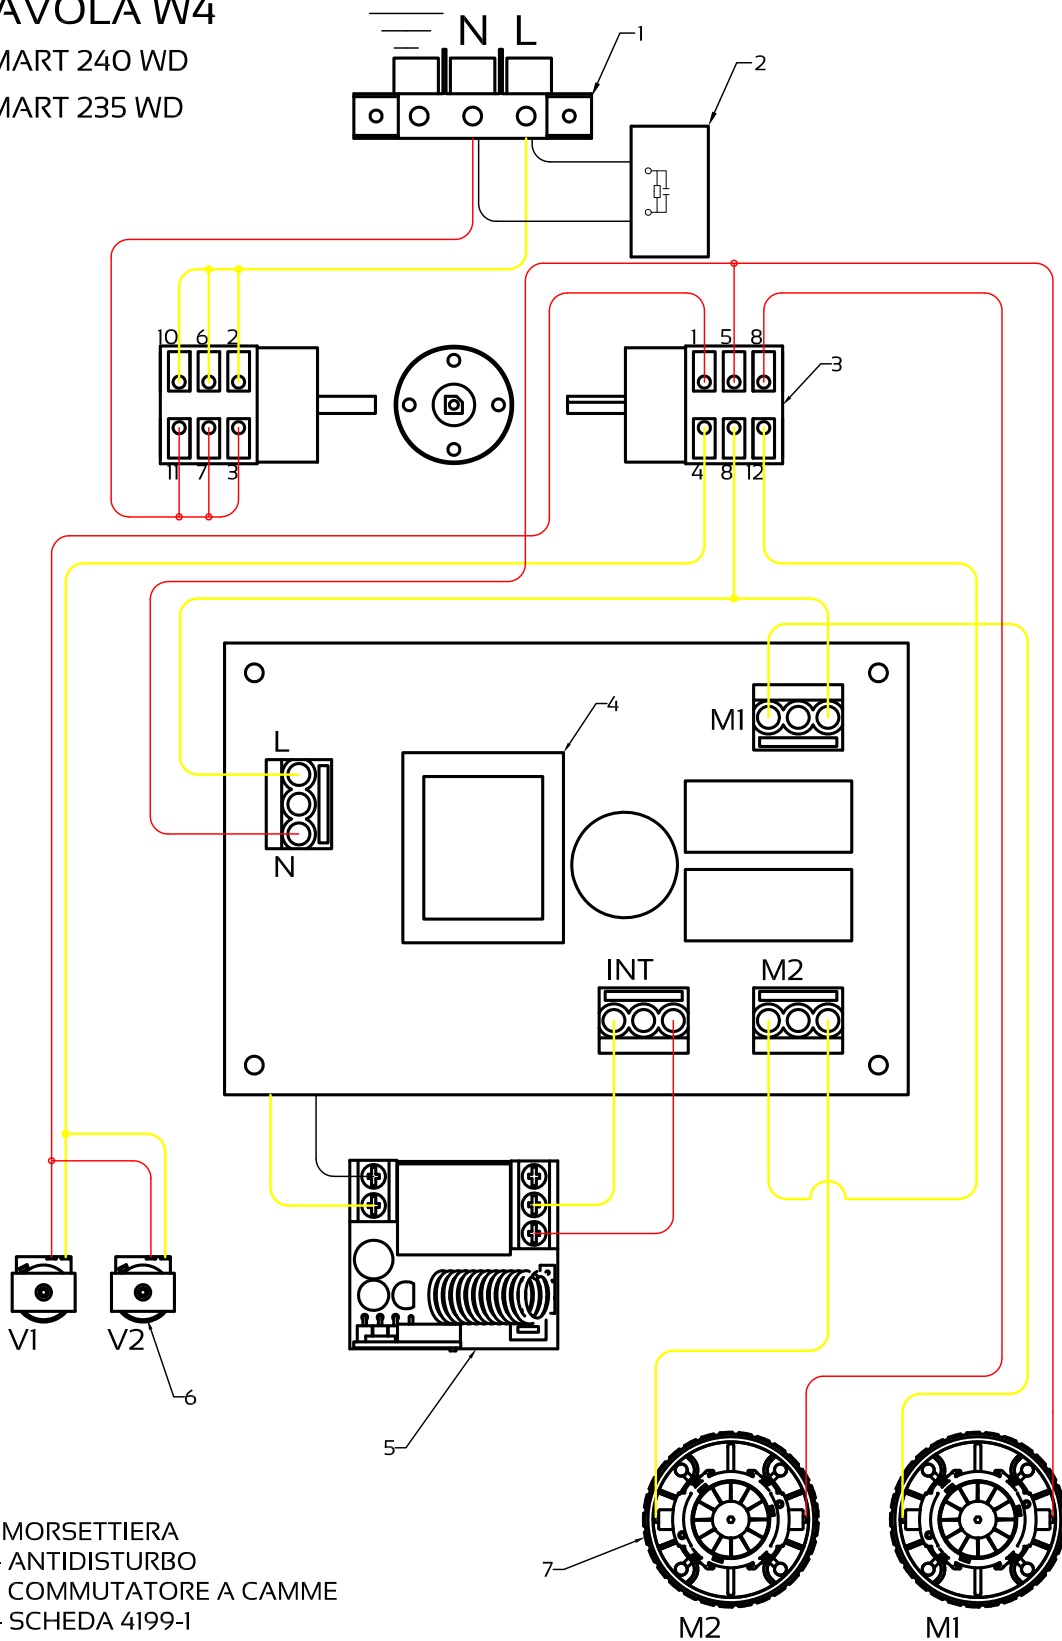 AVOLA W4
MART 240 WD
MART 235 WD
N L
1
2
10 6 2
1 5 8
3
11 7 3
4 8 12
4
M1
L
N
INT
M2
V1
V2
6
5
7
MORSETTIERA
- ANTIDISTURBO
COMMUTATORE A CAMME
- SCHEDA 4199-1
M2
M1